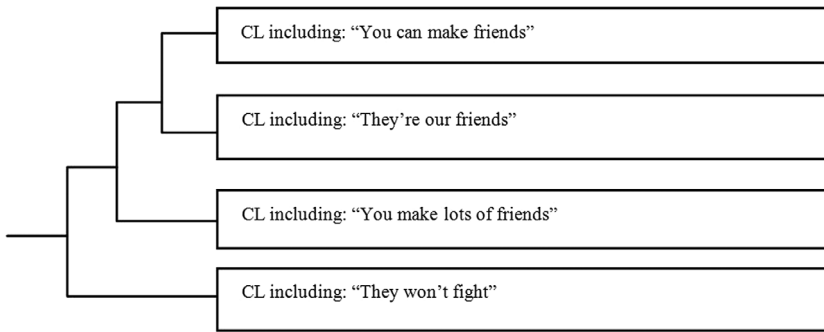 CL including: “You can make friends”
CL including: “They’re our friends”
CL including: “You make lots of friends”
CL including: “They won’t fight”